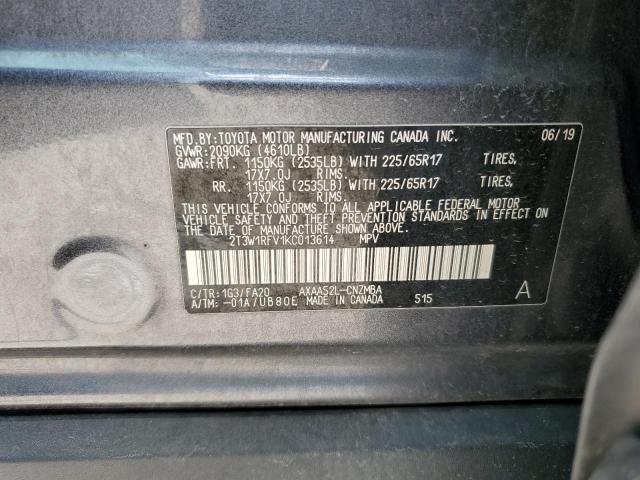 MFD.BY:TOYOTA MOTOR MANUFACTURING CANADA INC. 06/19
GVWR:2090KG (4610LB)
GAWR:FRT. 1150KG (2535LB) WITH 225/65R17 TIRES,
17X7.0J RIMS.
RR. 1150KG (2535LB) WITH 225/65R17 TIRES,
17X7.0J RIMS.
THIS VEHICLE CONFORMS TO ALL APPLICABLE FEDERAL MOTOR
VEHICLE SAFETY AND THEFT PREVENTION STANDARDS IN EFFECT ON
THE DATE OF MANUFACTURE SHOWN ABOVE.
2T3W1RFV1KC013614 MPV
C/TR:1G3/FA20 AXAA52L-CNZMBA A
A/TM:-01A/UB80E MADE IN CANADA 515